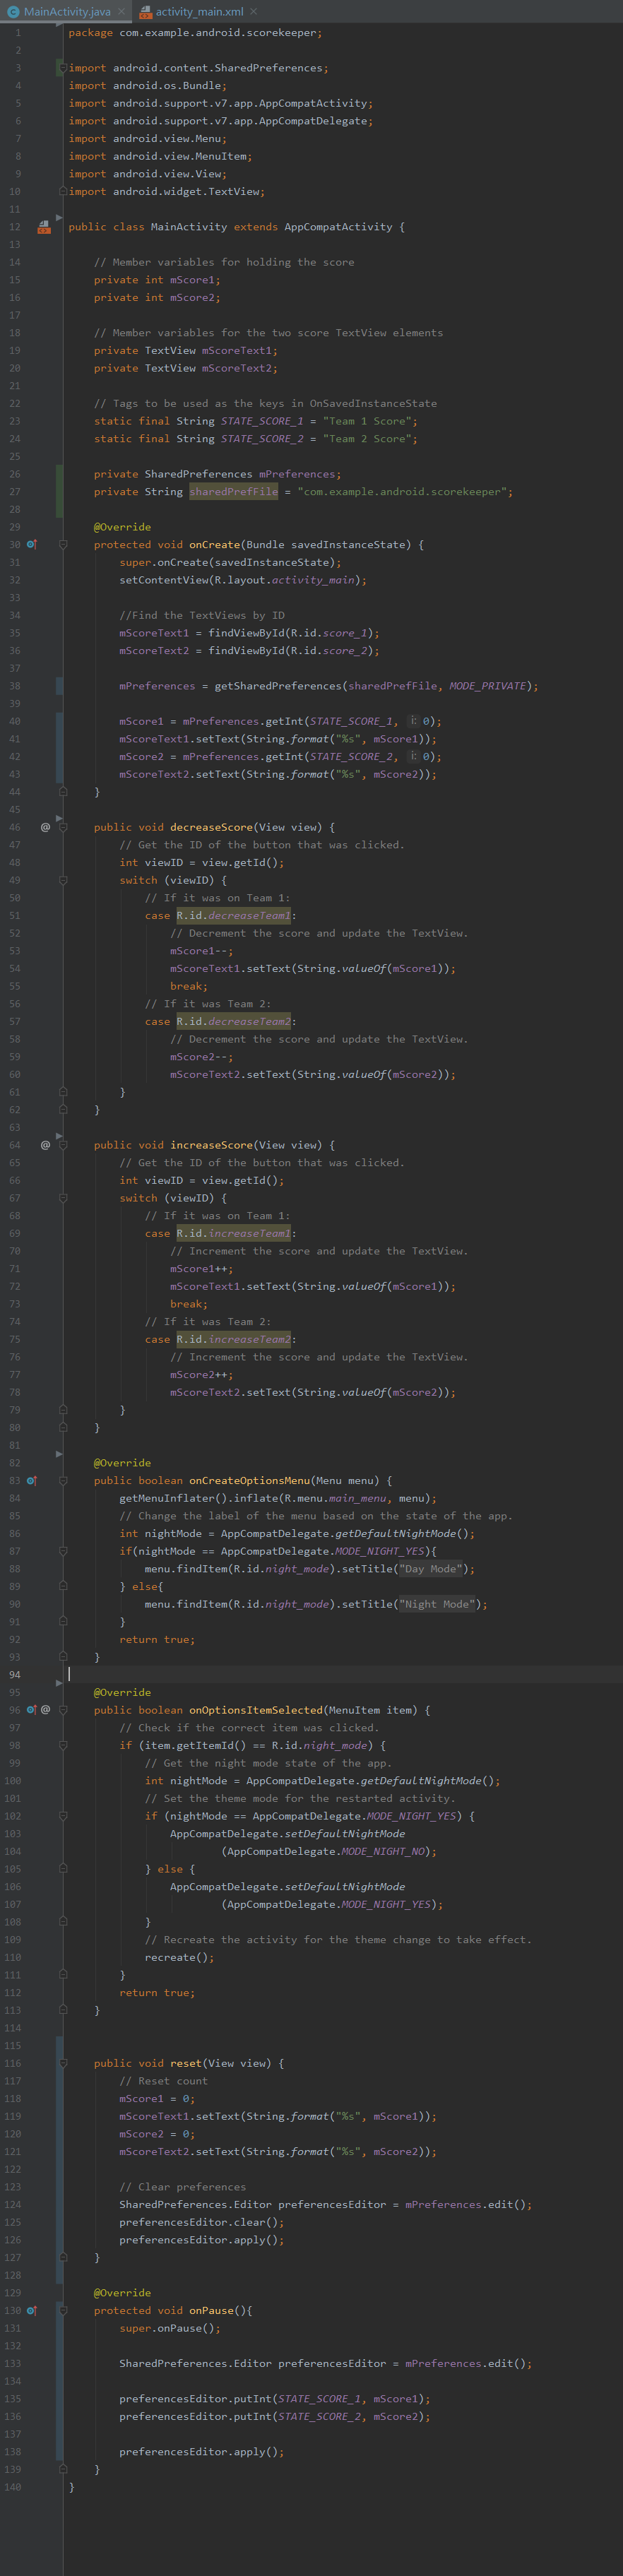 MainActivity.java × activity_main.xml ×
1 package com.example.android.scorekeeper;
2
3 import android.content.SharedPreferences;
4 import android.os.Bundle;
5 import android.support.v7.app.AppCompatActivity;
6 import android.support.v7.app.AppCompatDelegate;
7 import android.view.Menu;
8 import android.view.MenuItem;
9 import android.view.View;
10 import android.widget.TextView;
11
12 public class MainActivity extends AppCompatActivity {
13
14 // Member variables for holding the score
15 private int mScore1;
16 private int mScore2;
17
18 // Member variables for the two score TextView elements
19 private TextView mScoreText1;
20 private TextView mScoreText2;
21
22 // Tags to be used as the keys in OnSavedInstanceState
23 static final String STATE_SCORE_1 = "Team 1 Score";
24 static final String STATE_SCORE_2 = "Team 2 Score";
25
26 private SharedPreferences mPreferences;
27 private String sharedPrefFile = "com.example.android.scorekeeper";
28
29 @Override
30 protected void onCreate(Bundle savedInstanceState) {
31 super.onCreate(savedInstanceState);
32 setContentView(R.layout.activity_main);
33
34 //Find the TextViews by ID
35 mScoreText1 = findViewById(R.id.score_1);
36 mScoreText2 = findViewById(R.id.score_2);
37
38 mPreferences = getSharedPreferences(sharedPrefFile, MODE_PRIVATE);
39
40 mScore1 = mPreferences.getInt(STATE_SCORE_1, i: 0);
41 mScoreText1.setText(String.format("%s", mScore1));
42 mScore2 = mPreferences.getInt(STATE_SCORE_2, i: 0);
43 mScoreText2.setText(String.format("%s", mScore2));
44 }
45
46 @ public void decreaseScore(View view) {
47 // Get the ID of the button that was clicked.
48 int viewID = view.getId();
49 switch (viewID) {
50 // If it was on Team 1:
51 case R.id.decreaseTeam1:
52 // Decrement the score and update the TextView.
53 mScore1--;
54 mScoreText1.setText(String.valueOf(mScore1));
55 break;
56 // If it was Team 2:
57 case R.id.decreaseTeam2:
58 // Decrement the score and update the TextView.
59 mScore2--;
60 mScoreText2.setText(String.valueOf(mScore2));
61 }
62 }
63
64 @ public void increaseScore(View view) {
65 // Get the ID of the button that was clicked.
66 int viewID = view.getId();
67 switch (viewID) {
68 // If it was on Team 1:
69 case R.id.increaseTeam1:
70 // Increment the score and update the TextView.
71 mScore1++;
72 mScoreText1.setText(String.valueOf(mScore1));
73 break;
74 // If it was Team 2:
75 case R.id.increaseTeam2:
76 // Increment the score and update the TextView.
77 mScore2++;
78 mScoreText2.setText(String.valueOf(mScore2));
79 }
80 }
81
82 @Override
83 public boolean onCreateOptionsMenu(Menu menu) {
84 getMenuInflater().inflate(R.menu.main_menu, menu);
85 // Change the label of the menu based on the state of the app.
86 int nightMode = AppCompatDelegate.getDefaultNightMode();
87 if(nightMode == AppCompatDelegate.MODE_NIGHT_YES){
88 menu.findItem(R.id.night_mode).setTitle("Day Mode");
89 } else{
90 menu.findItem(R.id.night_mode).setTitle("Night Mode");
91 }
92 return true;
93 }
94
95 @Override
96 @ public boolean onOptionsItemSelected(MenuItem item) {
97 // Check if the correct item was clicked.
98 if (item.getItemId() == R.id.night_mode) {
99 // Get the night mode state of the app.
100 int nightMode = AppCompatDelegate.getDefaultNightMode();
101 // Set the theme mode for the restarted activity.
102 if (nightMode == AppCompatDelegate.MODE_NIGHT_YES) {
103 AppCompatDelegate.setDefaultNightMode
104 (AppCompatDelegate.MODE_NIGHT_NO);
105 } else {
106 AppCompatDelegate.setDefaultNightMode
107 (AppCompatDelegate.MODE_NIGHT_YES);
108 }
109 // Recreate the activity for the theme change to take effect.
110 recreate();
111 }
112 return true;
113 }
114
115
116 public void reset(View view) {
117 // Reset count
118 mScore1 = 0;
119 mScoreText1.setText(String.format("%s", mScore1));
120 mScore2 = 0;
121 mScoreText2.setText(String.format("%s", mScore2));
122
123 // Clear preferences
124 SharedPreferences.Editor preferencesEditor = mPreferences.edit();
125 preferencesEditor.clear();
126 preferencesEditor.apply();
127 }
128
129 @Override
130 protected void onPause(){
131 super.onPause();
132
133 SharedPreferences.Editor preferencesEditor = mPreferences.edit();
134
135 preferencesEditor.putInt(STATE_SCORE_1, mScore1);
136 preferencesEditor.putInt(STATE_SCORE_2, mScore2);
137
138 preferencesEditor.apply();
139 }
140 }